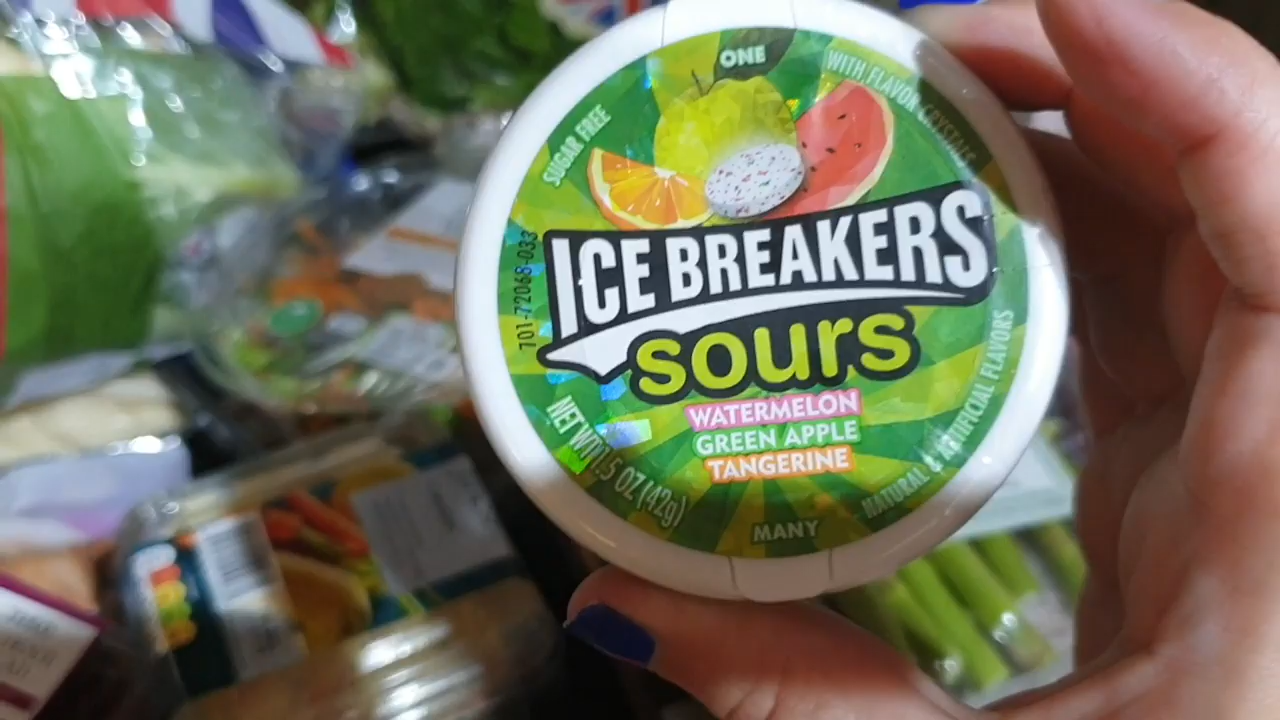 ONE
WITH FLAVOR CRYSTALS
SUGAR FREE
ICE BREAKERS
sours
701-72068-033
WATERMELON
GREEN APPLE
TANGERINE
NET WT 1.5 OZ (42g)
NATURAL & ARTIFICIAL FLAVORS
MANY